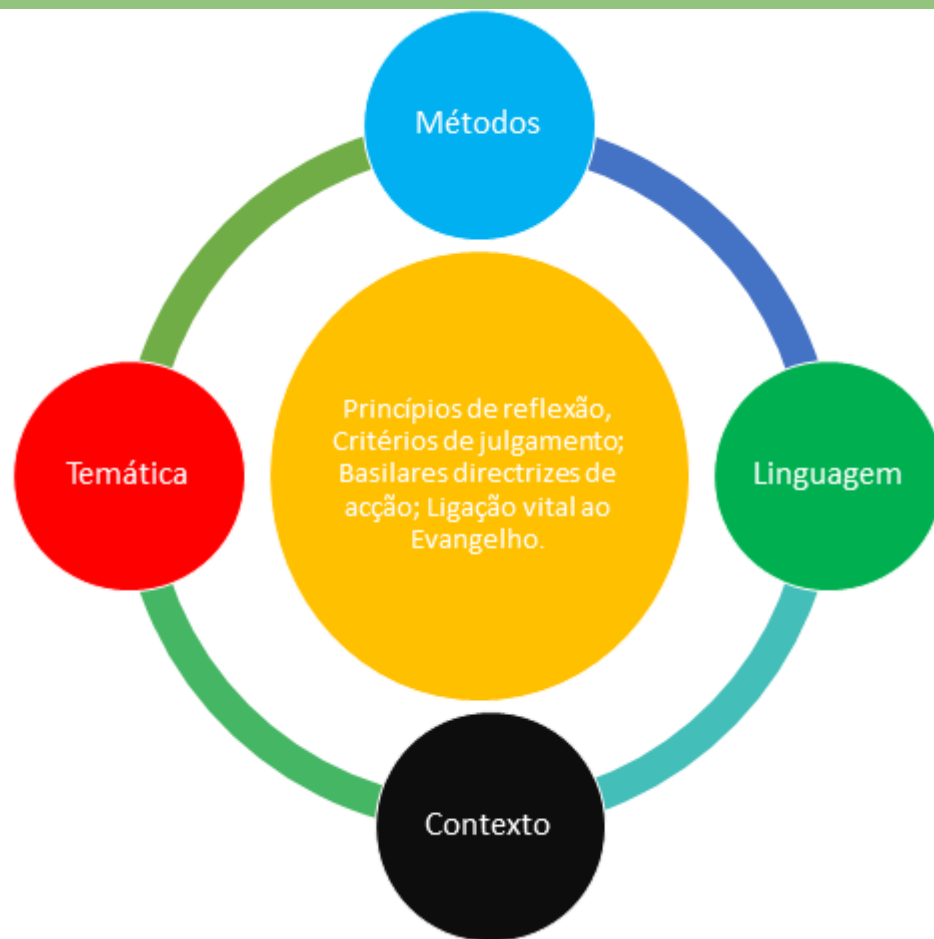 Métodos
Princípios de reflexão,
Critérios de julgamento;
Basilares directrizes de
acção; Ligação vital ao
Evangelho.
Temática
Linguagem
Contexto